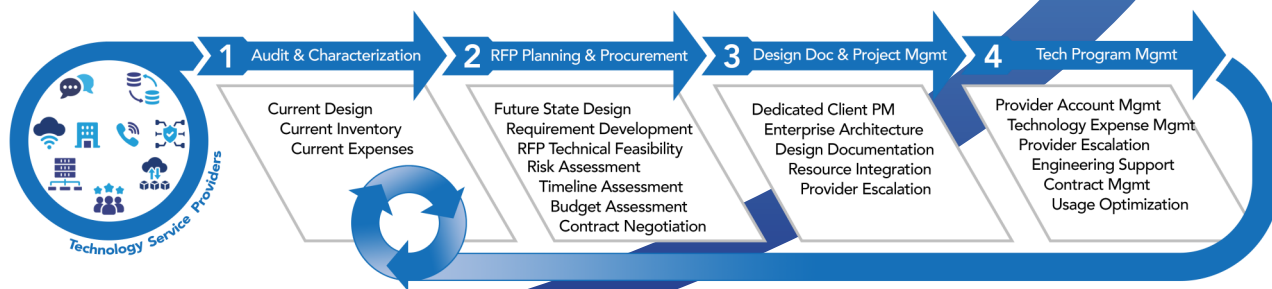 Technology Service Providers
1 Audit & Characterization
Current Design
Current Inventory
Current Expenses
2 RFP Planning & Procurement
Future State Design
Requirement Development
RFP Technical Feasibility
Risk Assessment
Timeline Assessment
Budget Assessment
Contract Negotiation
3 Design Doc & Project Mgmt
Dedicated Client PM
Enterprise Architecture
Design Documentation
Resource Integration
Provider Escalation
4 Tech Program Mgmt
Provider Account Mgmt
Technology Expense Mgmt
Provider Escalation
Engineering Support
Contract Mgmt
Usage Optimization